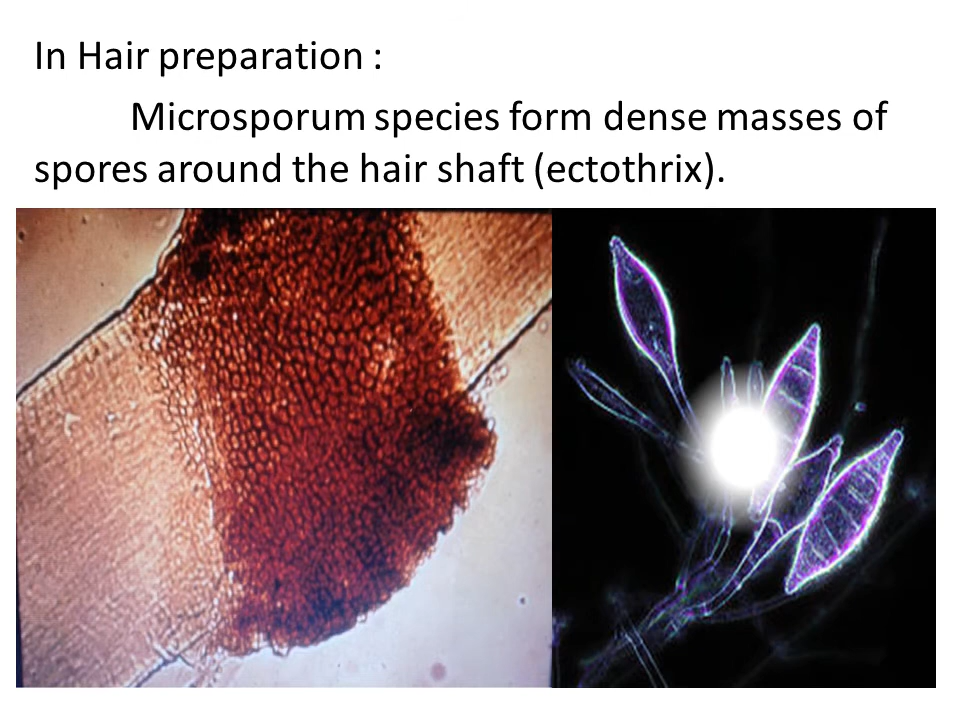 In Hair preparation :
Microsporum species form dense masses of
spores around the hair shaft (ectothrix).